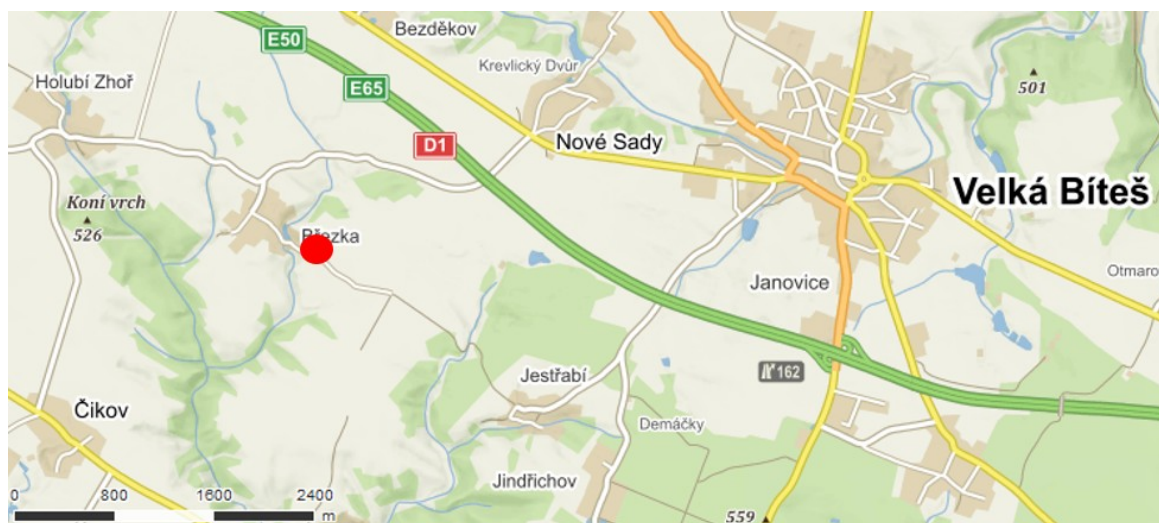 E50
Bezděkov
Krevlický Dvůr
Holubí Zhoř
E65
501
D1
Nové Sady
Koní vrch
526
Velká Bíteš
Březka
Otmaro
Janovice
162
Jestřabí
Čikov
Demáčky
Jindřichov
0 800 1600 2400
m
559